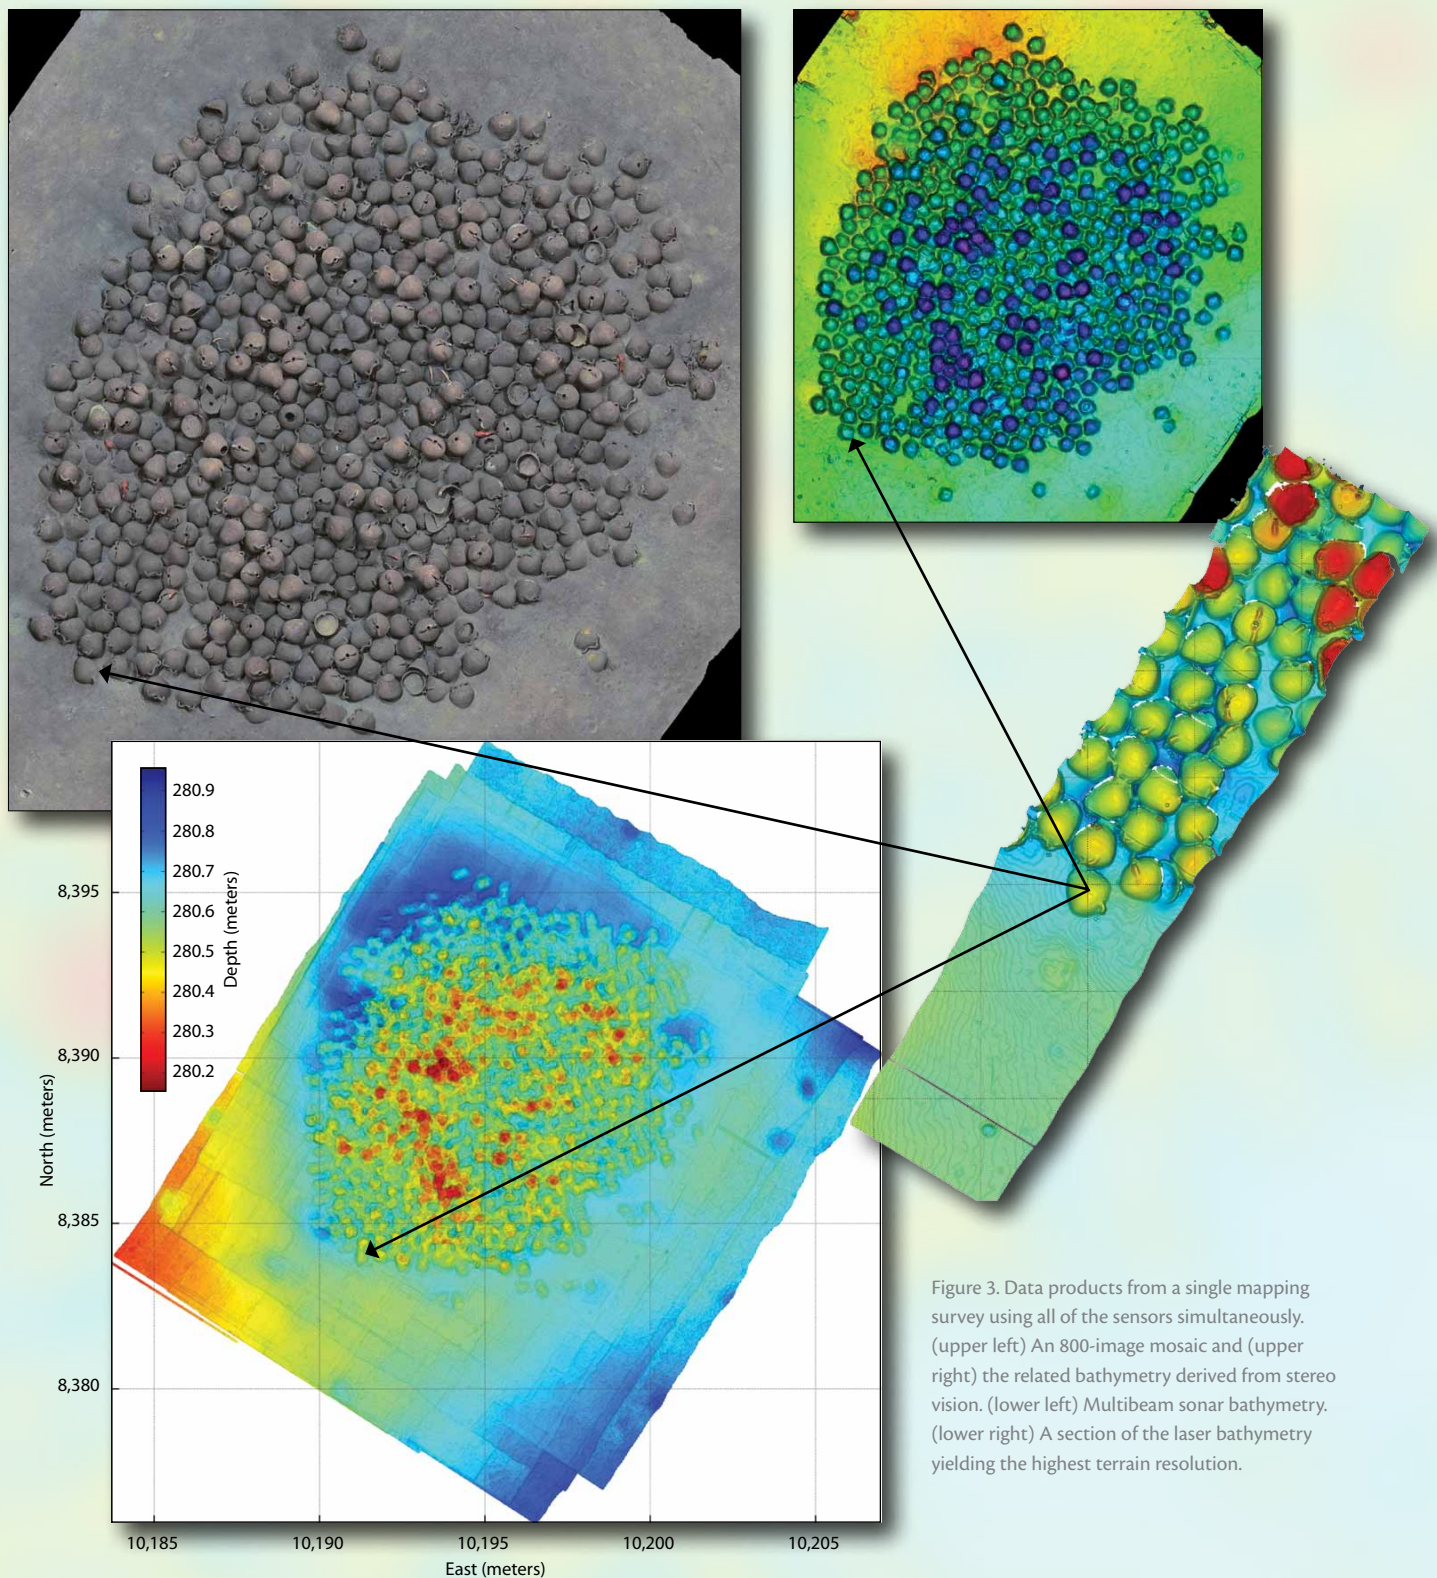 280.9
280.8
280.7
280.6
280.5
280.4
280.3
280.2
Depth (meters)
8,395
8,390
8,385
8,380
North (meters)
10,185
10,190
10,195
10,200
10,205
East (meters)
Figure 3. Data products from a single mapping
survey using all of the sensors simultaneously.
(upper left) An 800-image mosaic and (upper
right) the related bathymetry derived from stereo
vision. (lower left) Multibeam sonar bathymetry.
(lower right) A section of the laser bathymetry
yielding the highest terrain resolution.